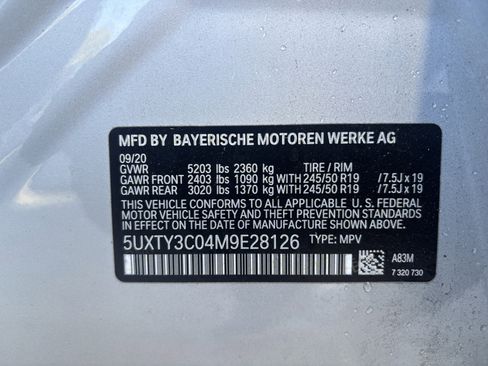 MFD BY BAYERISCHE MOTOREN WERKE AG
09/20
GVWR 5203 lbs 2360 kg TIRE / RIM
GAWR FRONT 2403 lbs 1090 kg WITH 245/50 R19 /7.5J x 19
GAWR REAR 3020 lbs 1370 kg WITH 245/50 R19 /7.5J x 19
THIS VEHICLE CONFORMS TO ALL APPLICABLE U. S. FEDERAL
MOTOR VEHICLE SAFETY STANDARDS IN EFFECT ON THE DATE
OF MANUFACTURE SHOWN ABOVE.
5UXTY3C04M9E28126 TYPE: MPV
A83M
7 320 730